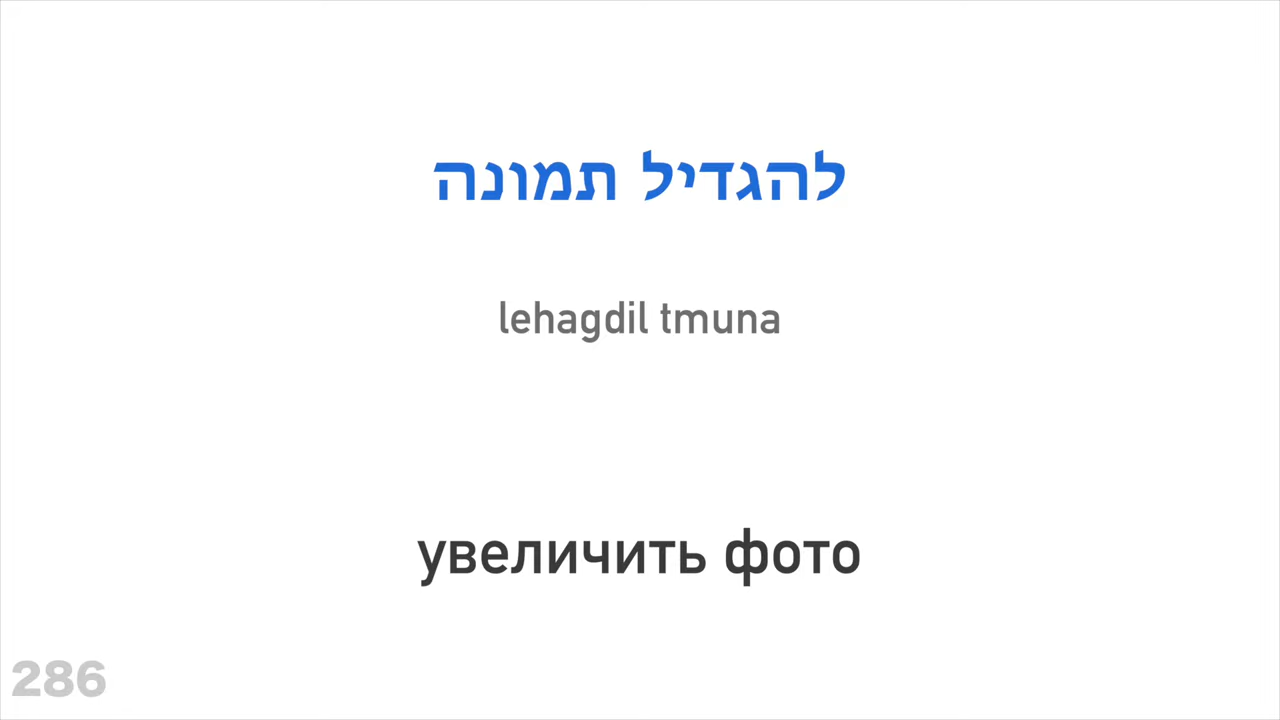 להגדיל תמונה
lehagdil tmuna
увеличить фото
286